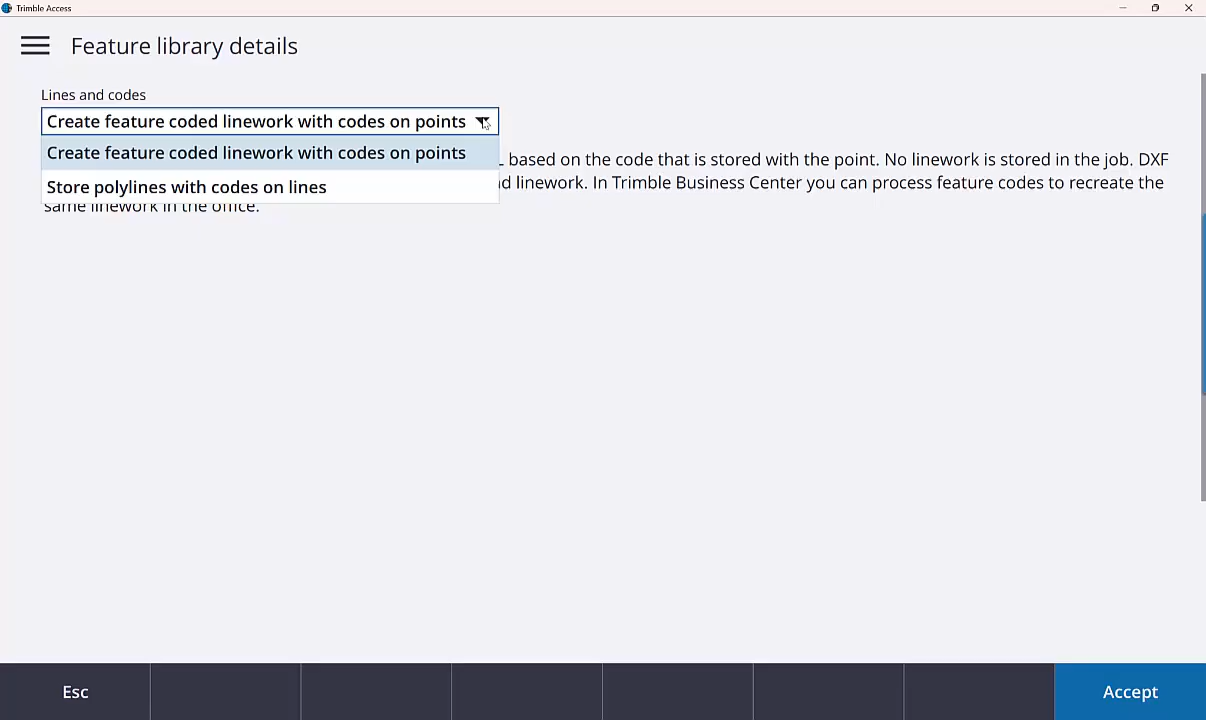 Trimble Access
Feature library details
Lines and codes
Create feature coded linework with codes on points
Create feature coded linework with codes on points
Store polylines with codes on lines
based on the code that is stored with the point. No linework is stored in the job. DXF
linework. In Trimble Business Center you can process feature codes to recreate the
same linework in the office.
Esc
Accept